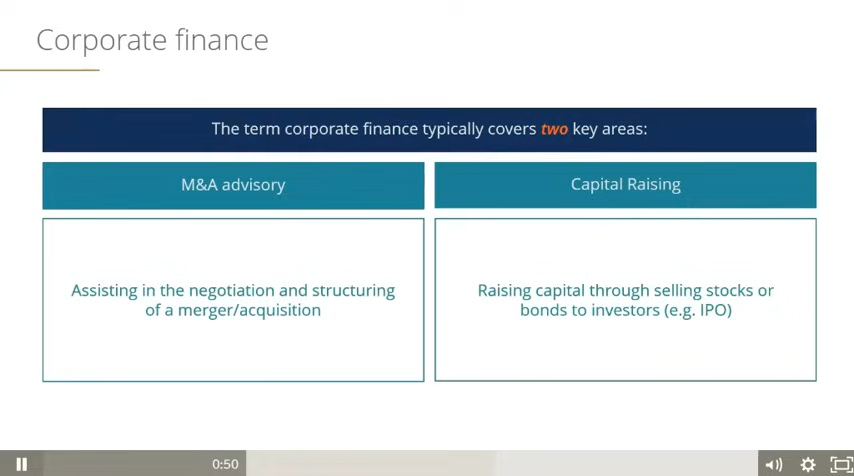 Corporate finance
The term corporate finance typically covers two key areas:
M&A advisory
Capital Raising
Assisting in the negotiation and structuring
of a merger/acquisition
Raising capital through selling stocks or
bonds to investors (e.g. IPO)
0:50